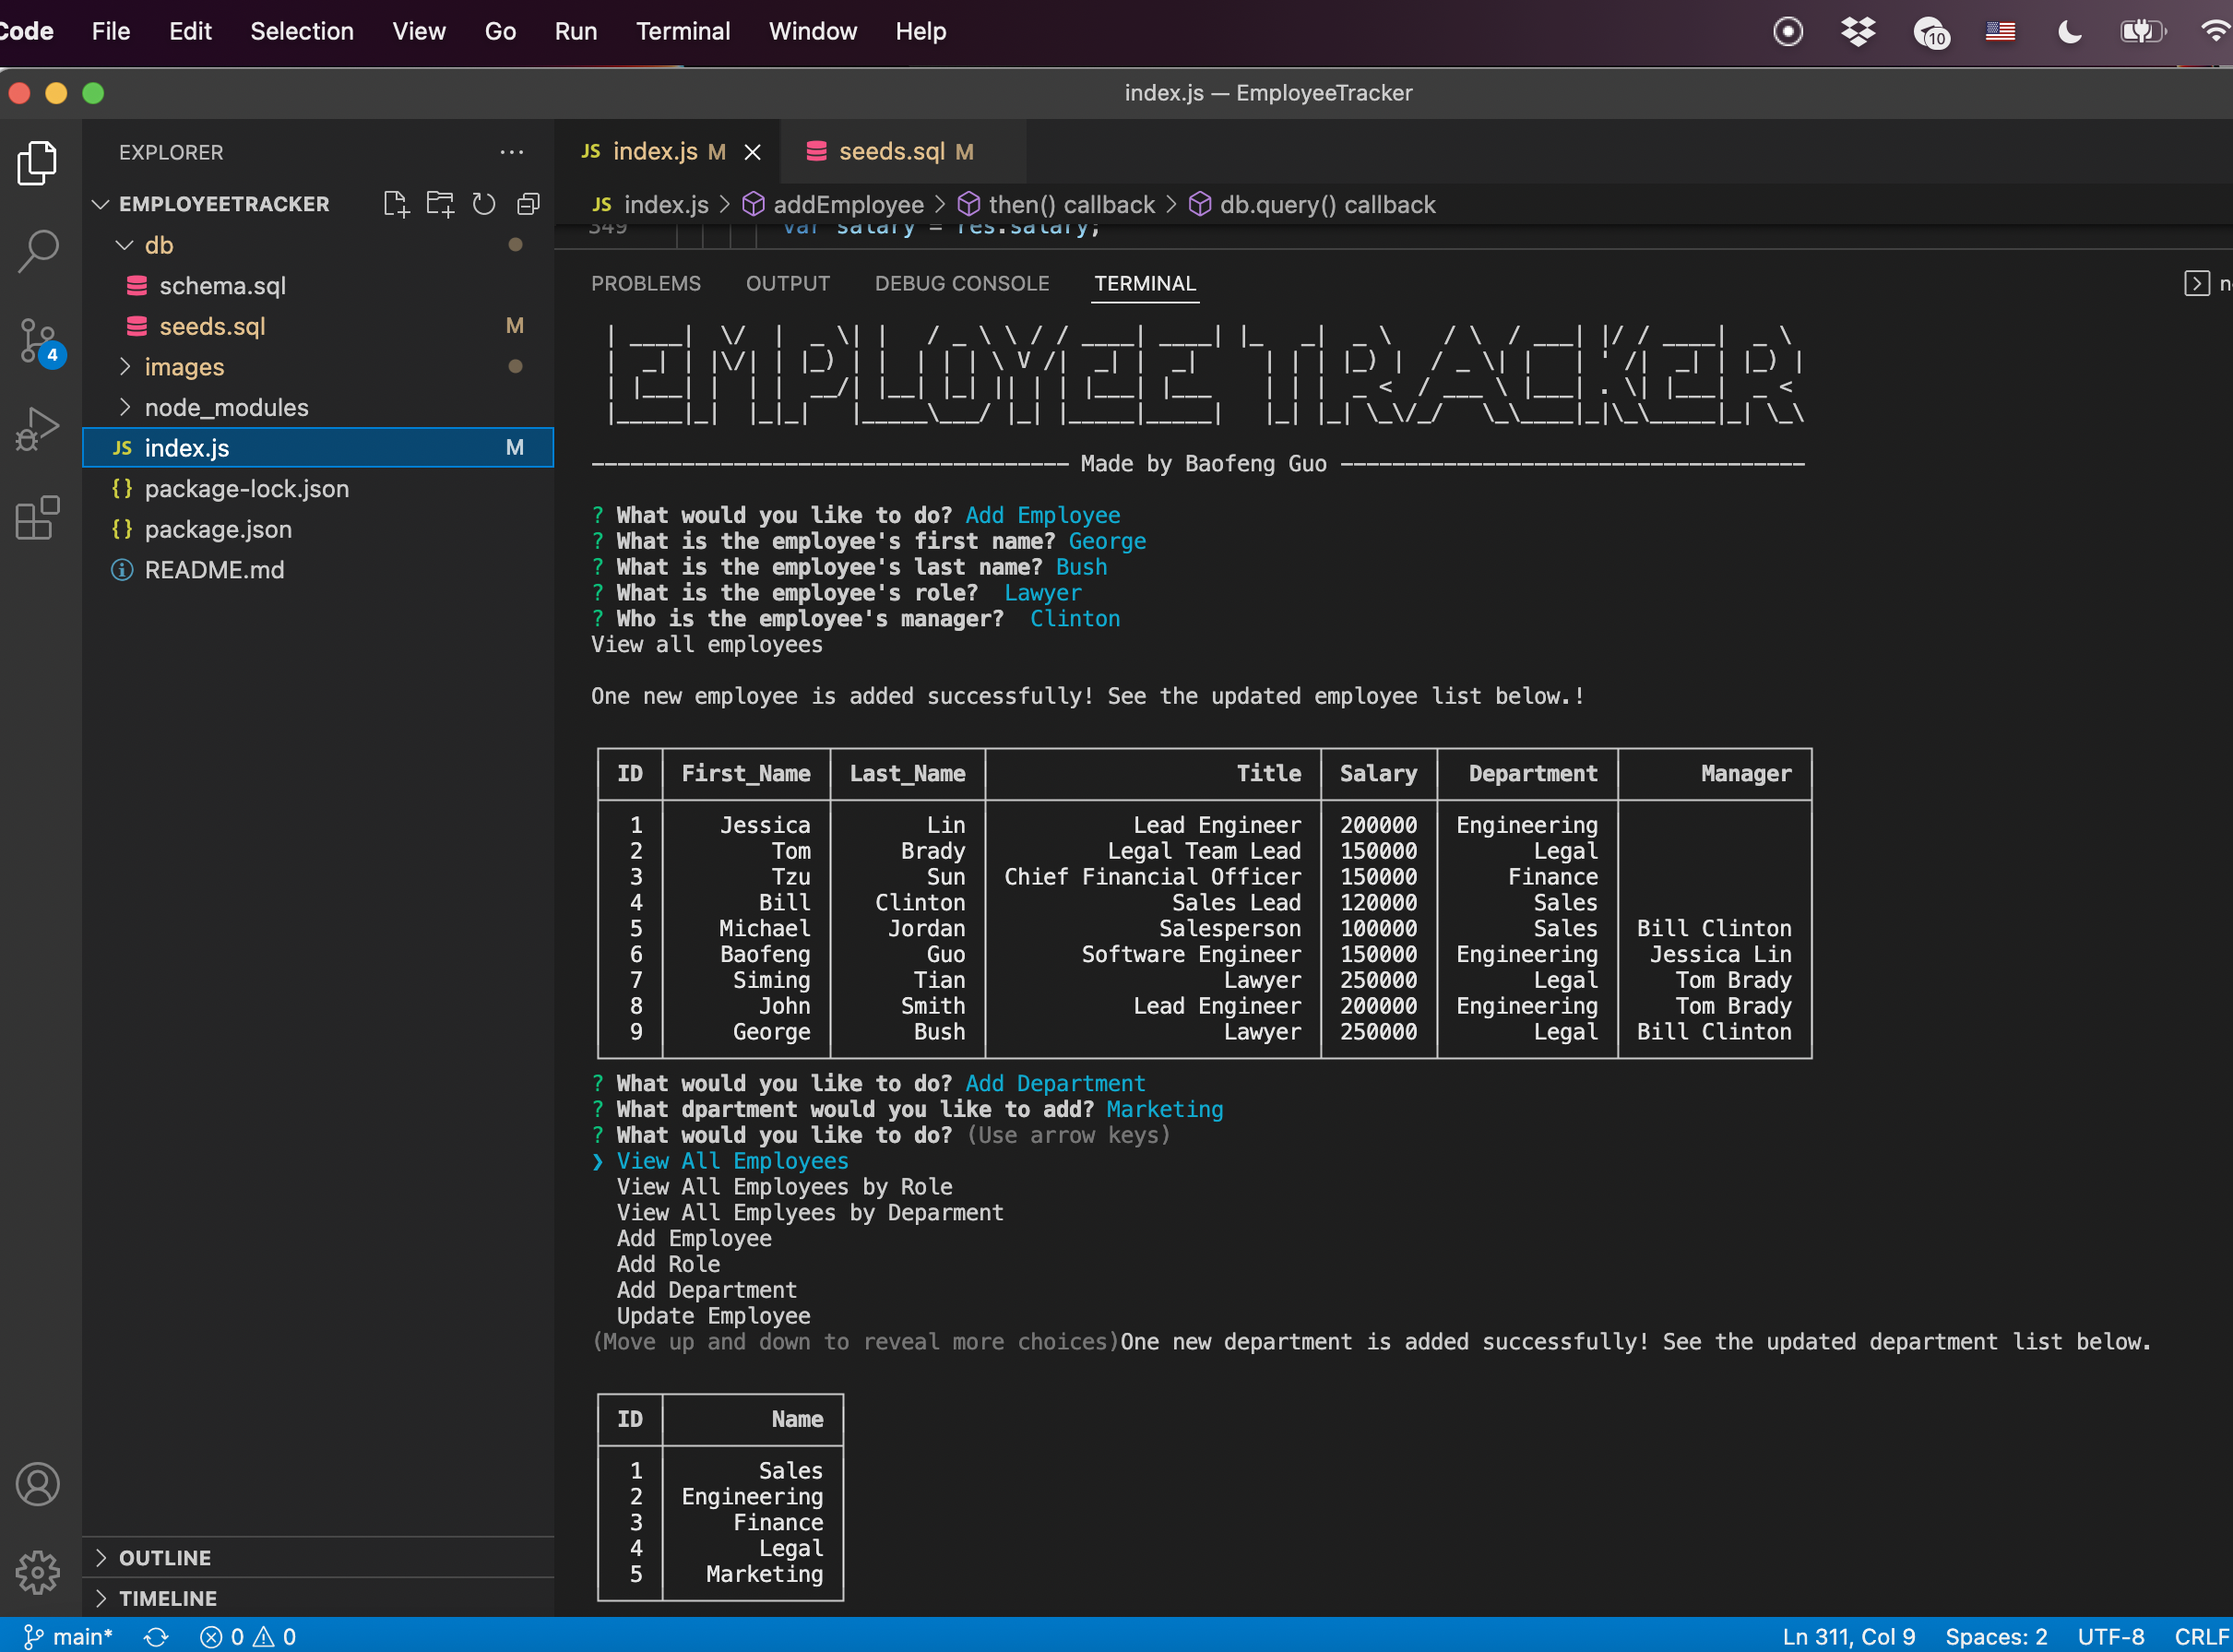 Code File Edit Selection View Go Run Terminal Window Help 10
index.js — EmployeeTracker
EXPLORER
EMPLOYEETRACKER
db
schema.sql
seeds.sql M
images
node_modules
JS index.js M
{} package-lock.json
{} package.json
README.md
4
OUTLINE
TIMELINE
JS index.js M
seeds.sql M
JS index.js > addEmployee > then() callback > db.query() callback
349 var salary = res.salary;
PROBLEMS OUTPUT DEBUG CONSOLE TERMINAL
EMPLOYEE TRACKER
Made by Baofeng Guo
? What would you like to do? Add Employee
? What is the employee's first name? George
? What is the employee's last name? Bush
? What is the employee's role? Lawyer
? Who is the employee's manager? Clinton
View all employees
One new employee is added successfully! See the updated employee list below.!
ID First_Name Last_Name Title Salary Department Manager
1 Jessica Lin Lead Engineer 200000 Engineering
2 Tom Brady Legal Team Lead 150000 Legal
3 Tzu Sun Chief Financial Officer 150000 Finance
4 Bill Clinton Sales Lead 120000 Sales
5 Michael Jordan Salesperson 100000 Sales Bill Clinton
6 Baofeng Guo Software Engineer 150000 Engineering Jessica Lin
7 Siming Tian Lawyer 250000 Legal Tom Brady
8 John Smith Lead Engineer 200000 Engineering Tom Brady
9 George Bush Lawyer 250000 Legal Bill Clinton
? What would you like to do? Add Department
? What dpartment would you like to add? Marketing
? What would you like to do? (Use arrow keys)
❯ View All Employees
View All Employees by Role
View All Emplyees by Deparment
Add Employee
Add Role
Add Department
Update Employee
(Move up and down to reveal more choices)One new department is added successfully! See the updated department list below.
ID Name
1 Sales
2 Engineering
3 Finance
4 Legal
5 Marketing
main* 0 0 Ln 311, Col 9 Spaces: 2 UTF-8 CRLF